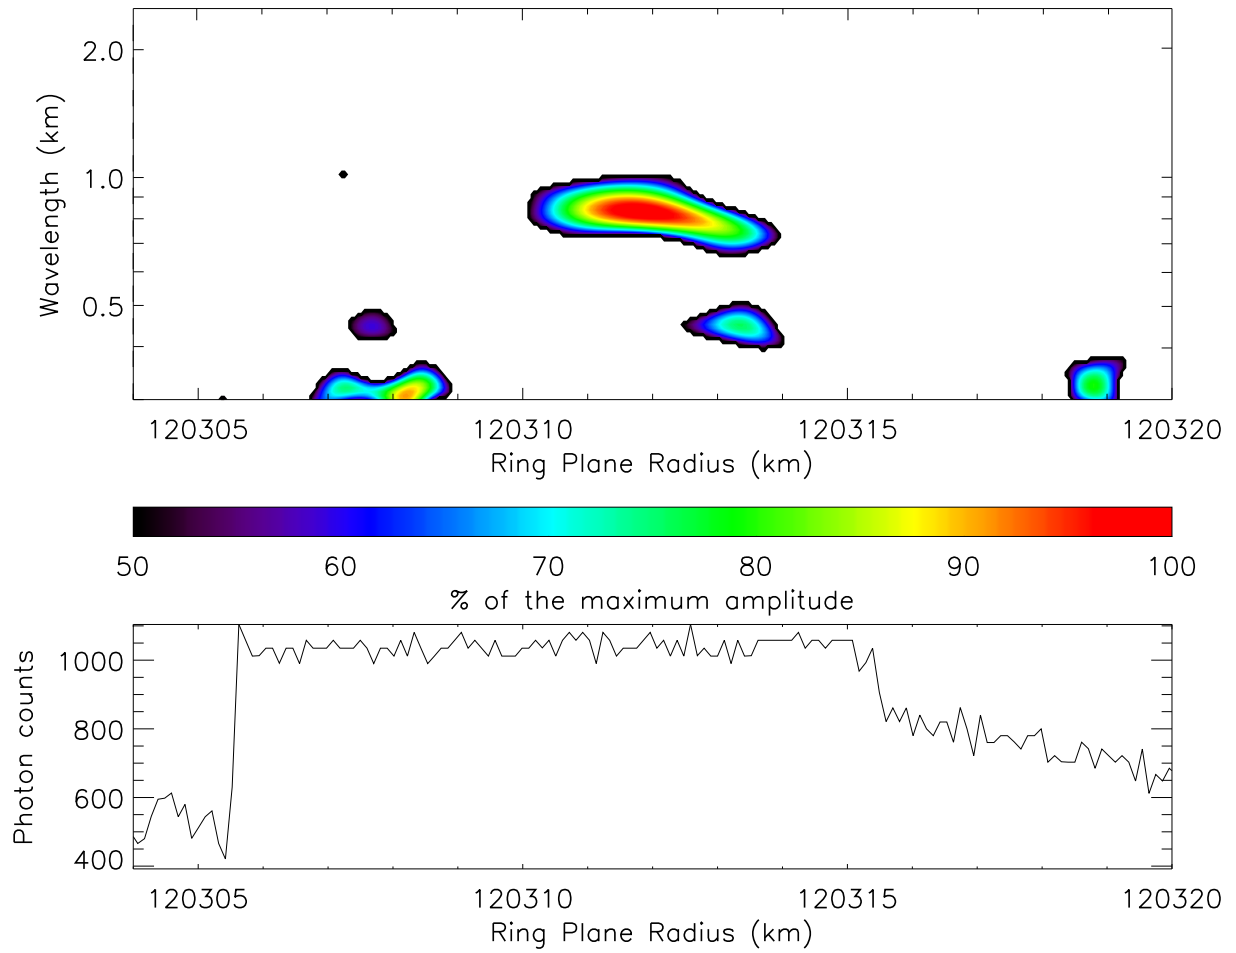 2.0
1.0
0.5
Wavelength (km)
120305 120310 120315 120320
Ring Plane Radius (km)
50 60 70 80 90 100
% of the maximum amplitude
1000
800
600
400
Photon counts
120305 120310 120315 120320
Ring Plane Radius (km)